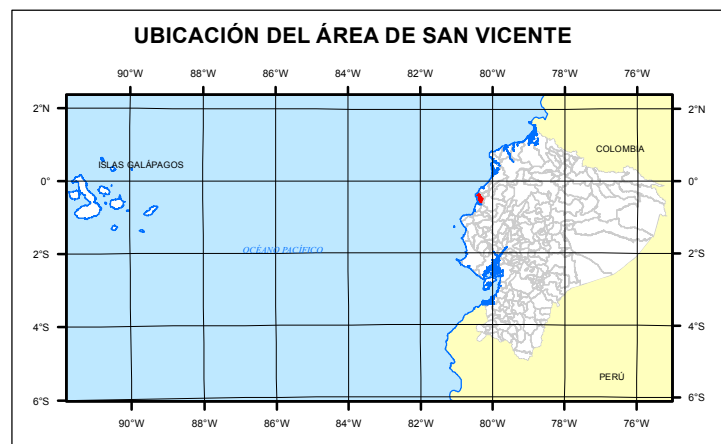 UBICACIÓN DEL ÁREA DE SAN VICENTE
90°W 88°W 86°W 84°W 82°W 80°W 78°W 76°W
2°N 2°N
COLOMBIA
ISLAS GALÁPAGOS
0° 0°
OCÉANO PACÍFICO
2°S 2°S
4°S 4°S
PERÚ
6°S 6°S
90°W 88°W 86°W 84°W 82°W 80°W 78°W 76°W